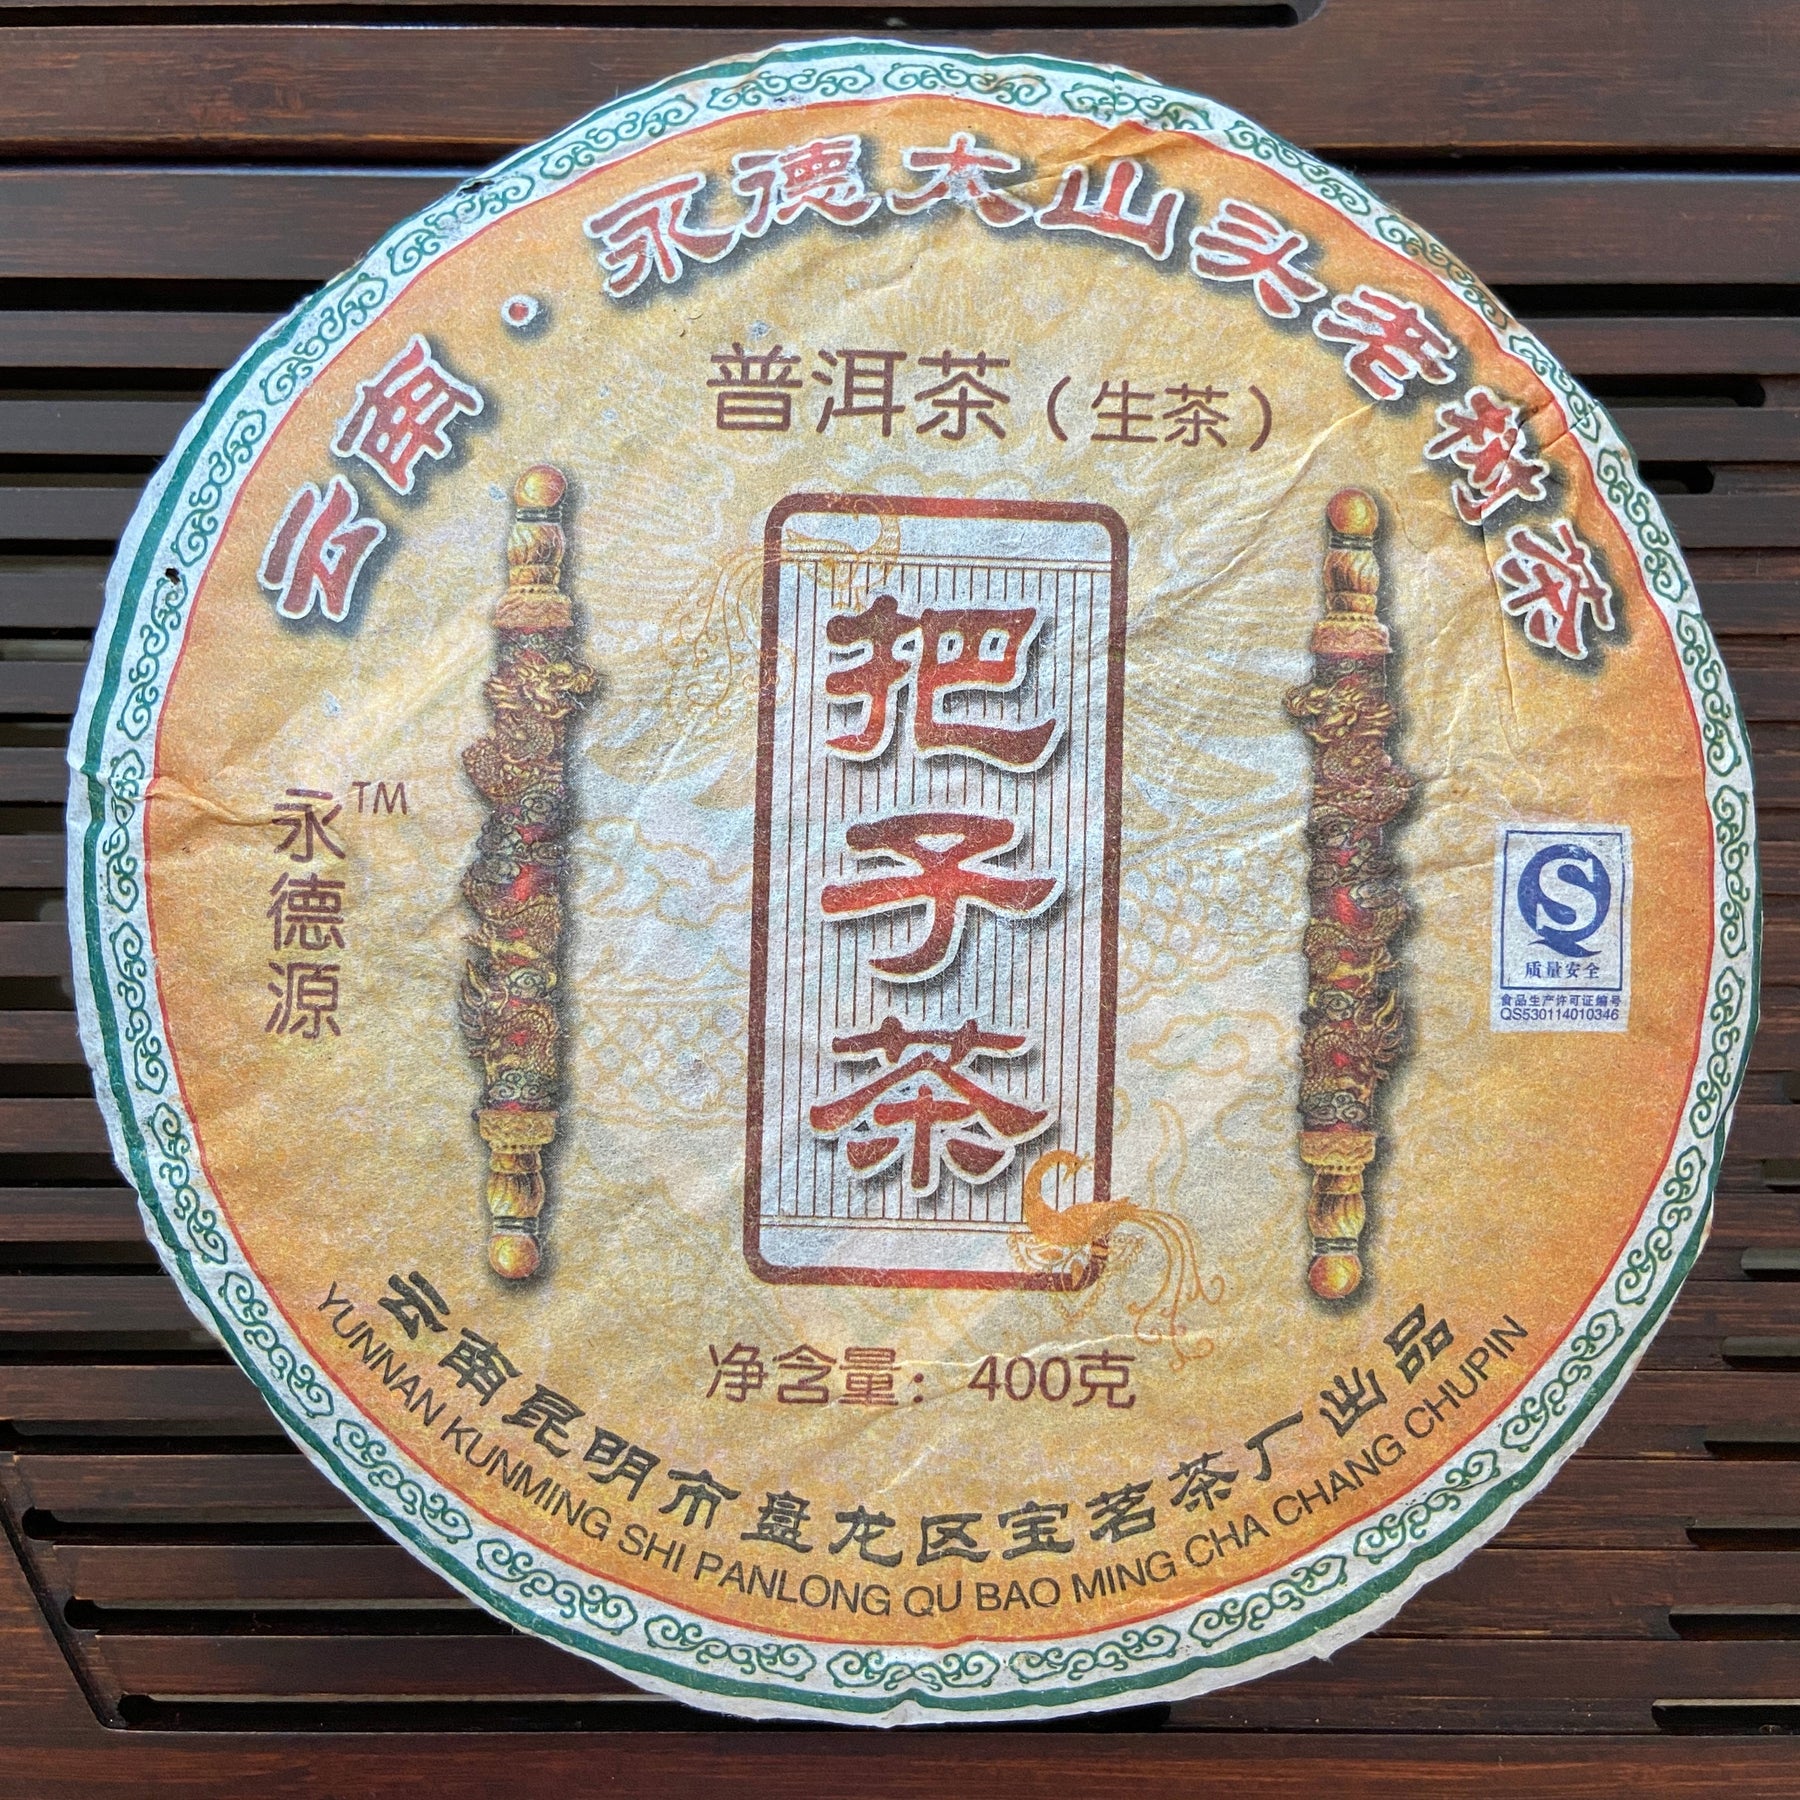 云南·永德大山头老树茶
普洱茶（生茶）
把子茶
永德源™
质量安全
食品生产许可证编号
QS530114010346
净含量：400克
云南昆明市盘龙区宝茗茶厂出品
YUNNAN KUNMING SHI PANLONG QU BAO MING CHA CHANG CHUPIN